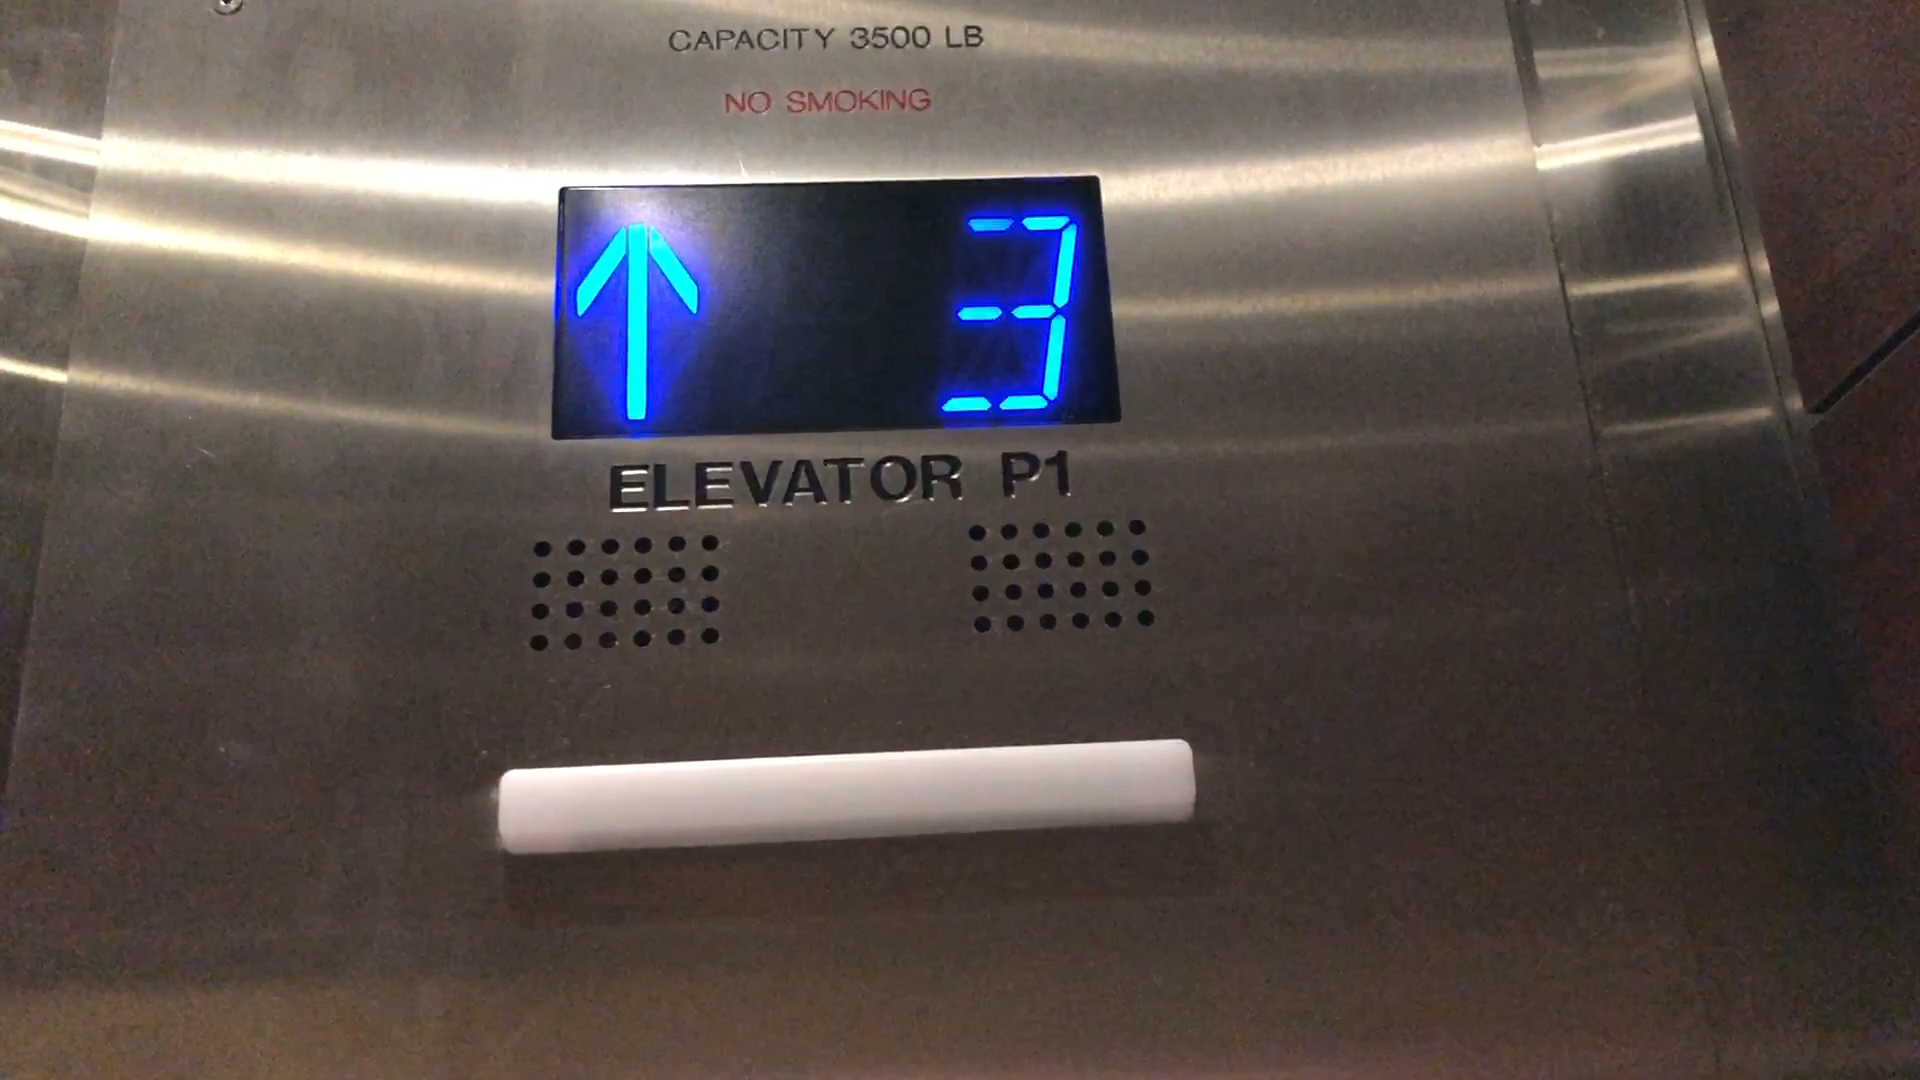 CAPACITY 3500 LB
NO SMOKING
↑ 3
ELEVATOR P1